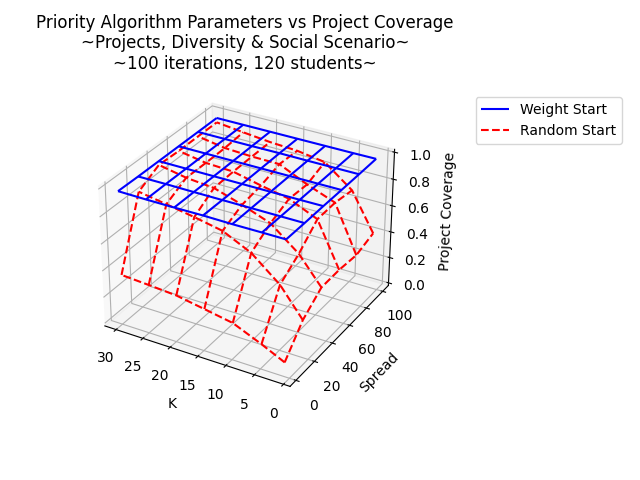 Priority Algorithm Parameters vs Project Coverage
~Projects, Diversity & Social Scenario~
~100 iterations, 120 students~
Weight Start
Random Start
1.0
0.8
0.6
0.4
0.2
0.0
Project Coverage
100
80
60
40
20
0
Spread
30
25
20
15
10
5
0
K